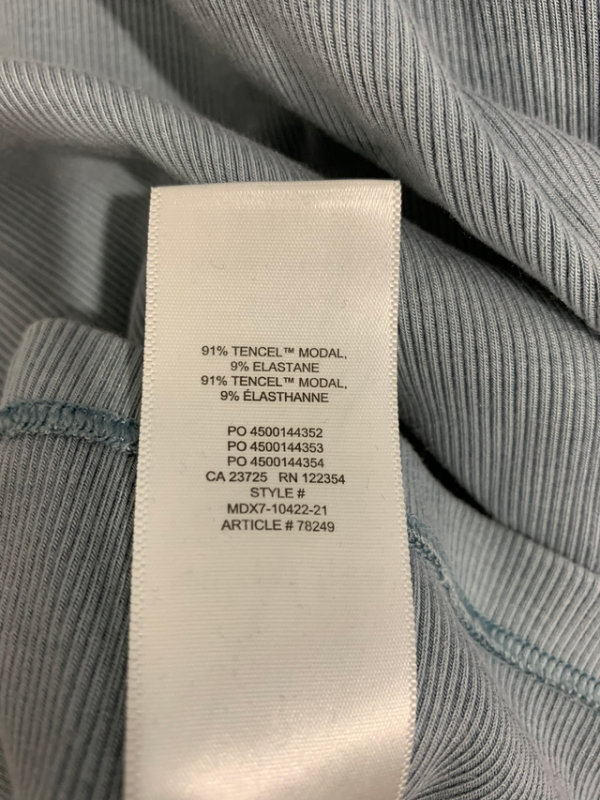 91% TENCEL™ MODAL,
9% ELASTANE
91% TENCEL™ MODAL,
9% ÉLASTHANNE
PO 4500144352
PO 4500144353
PO 4500144354
CA 23725 RN 122354
STYLE #
MDX7-10422-21
ARTICLE # 78249